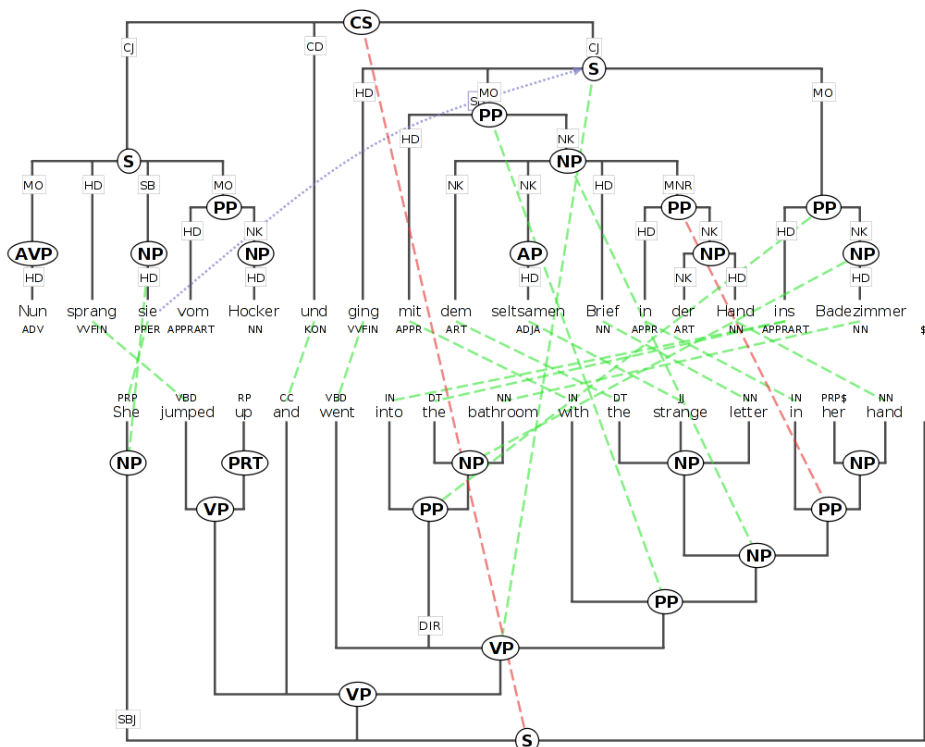 CS
CJ CD CJ
S
HD MO MO
PP
HD NK
S NP
MO HD SB MO NK NK HD MNR
PP PP PP
HD NK HD NK HD NK
AVP NP NP AP NP NP
HD HD HD HD NK HD HD
Nun sprang sie vom Hocker und ging mit dem seltsamen Brief in der Hand ins Badezimmer
ADV VVFIN PPER APPRART NN KON VVFIN APPR ART ADJA NN APPR ART NN APPRART NN $
PRP VBD RP CC VBD IN DT NN IN DT JJ NN IN PRP$ NN
She jumped up and went into the bathroom with the strange letter in her hand
NP PRT NP NP NP
VP PP PP
NP
PP
DIR
VP
VP
SBJ
S